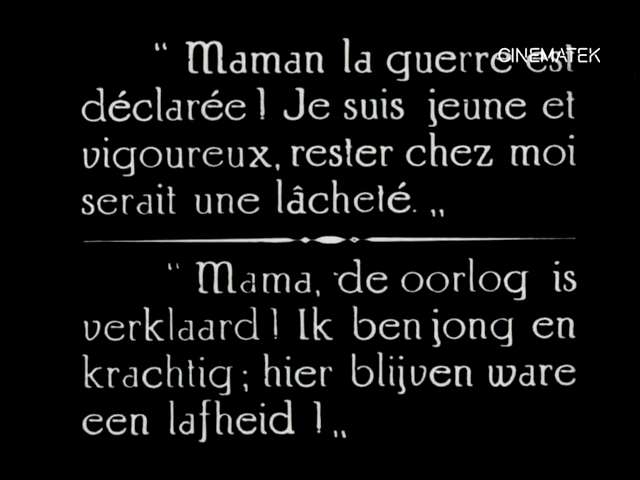 CINEMATEK
“ Maman la guerre est
déclarée ! Je suis jeune et
vigoureux, rester chez moi
serait une lâcheté. „
“ Mama, de oorlog is
verklaard ! Ik ben jong en
krachtig ; hier blijven ware
een lafheid ! „